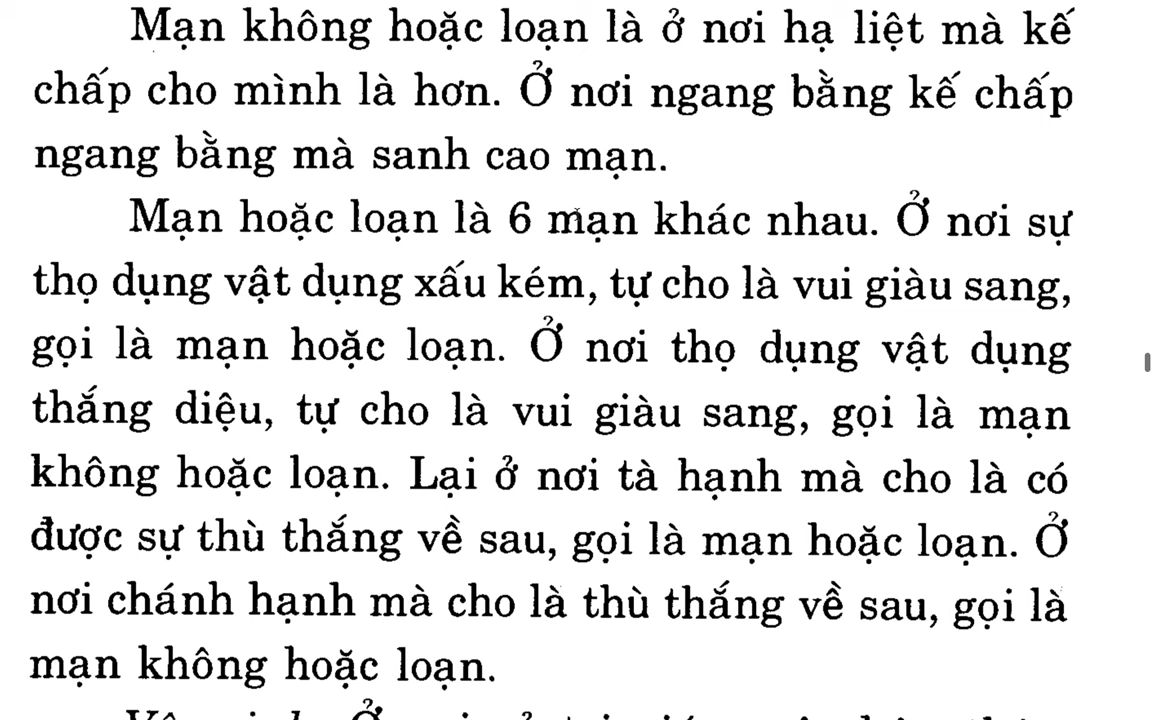 Mạn không hoặc loạn là ở nơi hạ liệt mà kế
chấp cho mình là hơn. Ở nơi ngang bằng kế chấp
ngang bằng mà sanh cao mạn.
Mạn hoặc loạn là 6 mạn khác nhau. Ở nơi sự
thọ dụng vật dụng xấu kém, tự cho là vui giàu sang,
gọi là mạn hoặc loạn. Ở nơi thọ dụng vật dụng
thắng diệu, tự cho là vui giàu sang, gọi là mạn
không hoặc loạn. Lại ở nơi tà hạnh mà cho là có
được sự thù thắng về sau, gọi là mạn hoặc loạn. Ở
nơi chánh hạnh mà cho là thù thắng về sau, gọi là
mạn không hoặc loạn.